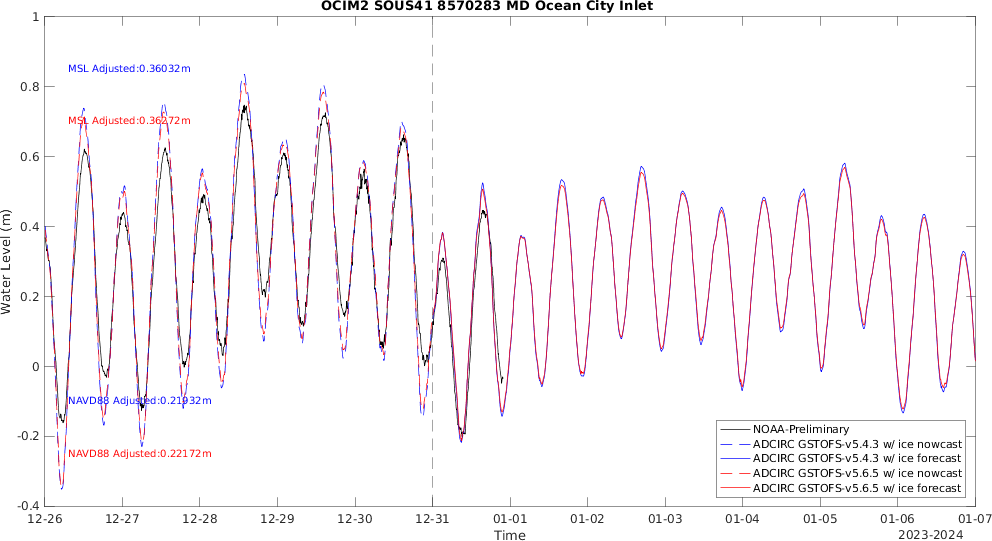 OCIM2 SOUS41 8570283 MD Ocean City Inlet
1
0.8
0.6
0.4
0.2
0
-0.2
-0.4
Water Level (m)
MSL Adjusted:0.36032m
MSL Adjusted:0.36272m
NAVD88 Adjusted:0.21932m
NAVD88 Adjusted:0.22172m
NOAA-Preliminary
ADCIRC GSTOFS-v5.4.3 w/ ice nowcast
ADCIRC GSTOFS-v5.4.3 w/ ice forecast
ADCIRC GSTOFS-v5.6.5 w/ ice nowcast
ADCIRC GSTOFS-v5.6.5 w/ ice forecast
12-26 12-27 12-28 12-29 12-30 12-31 01-01 01-02 01-03 01-04 01-05 01-06 01-07
Time
2023-2024